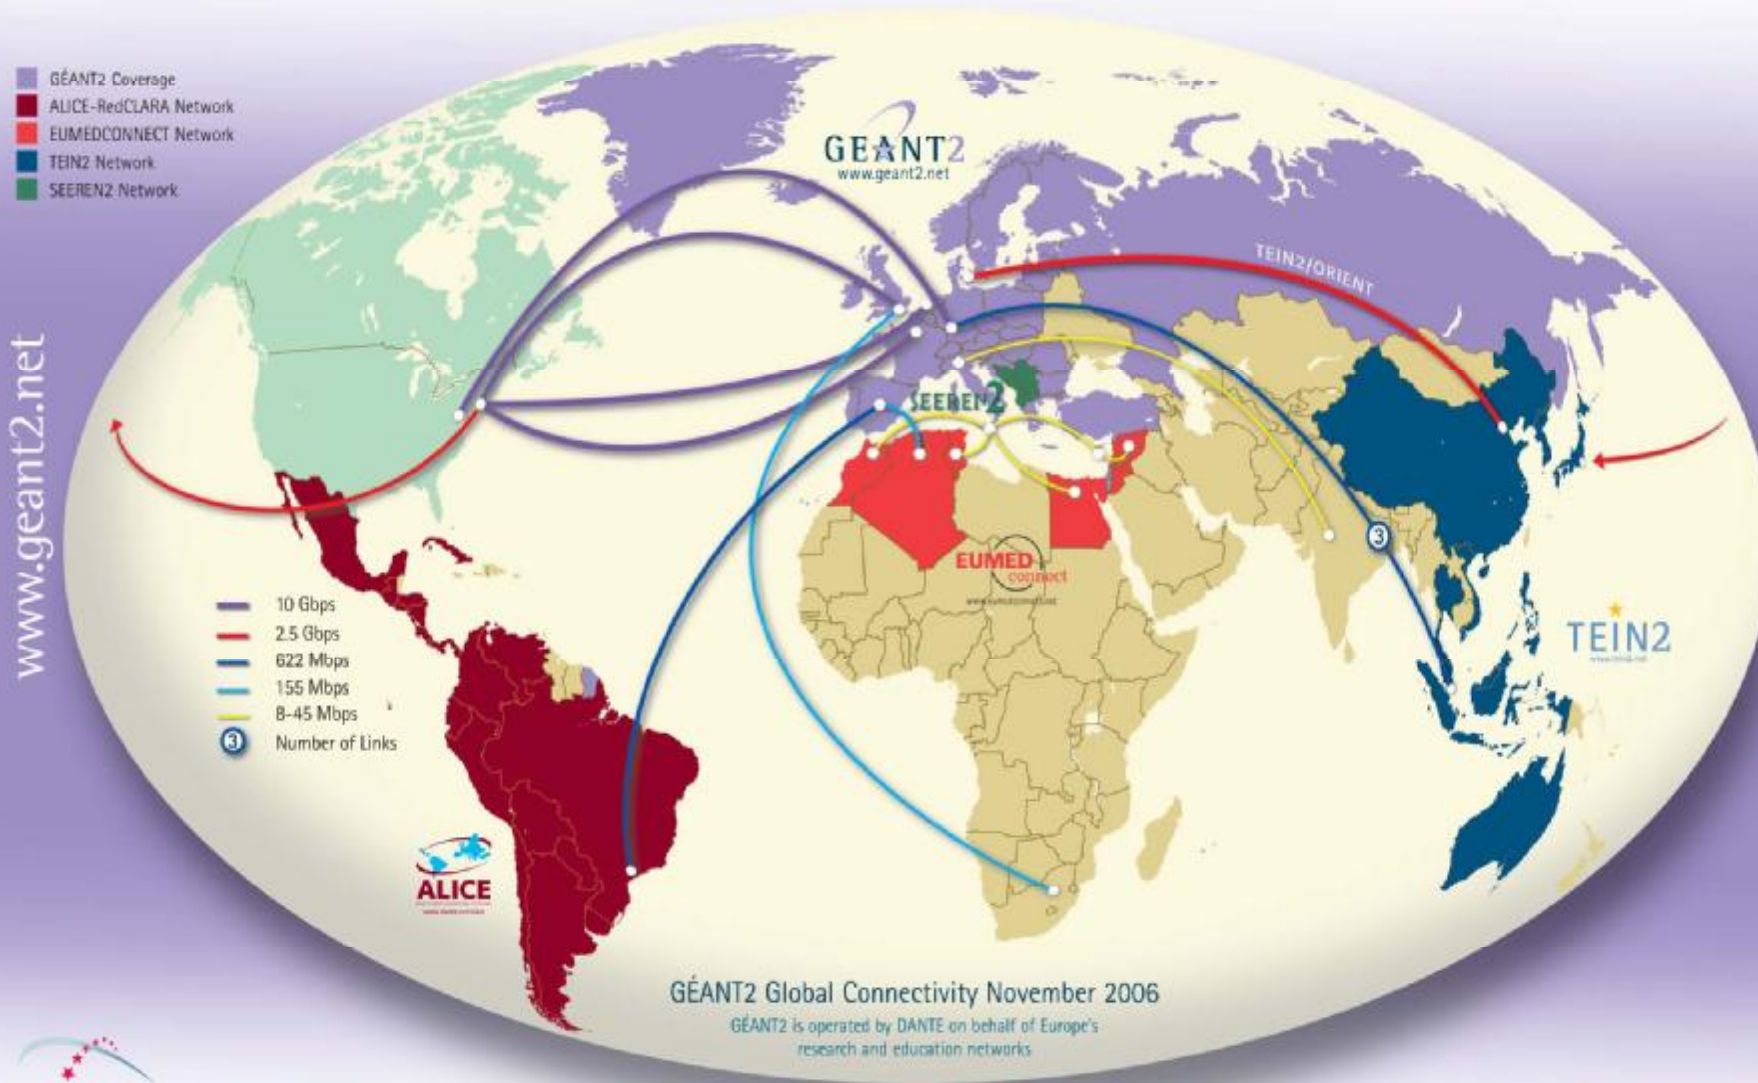 GÉANT2 Coverage
ALICE-RedCLARA Network
EUMEDCONNECT Network
TEIN2 Network
SEEREN2 Network
www.geant2.net
GEANT2
www.geant2.net
TEIN2/ORIENT
SEEREN2
EUMED
connect
3
10 Gbps
2.5 Gbps
622 Mbps
155 Mbps
8-45 Mbps
3 Number of Links
TEIN2
ALICE
GÉANT2 Global Connectivity November 2006
GÉANT2 is operated by DANTE on behalf of Europe's
research and education networks